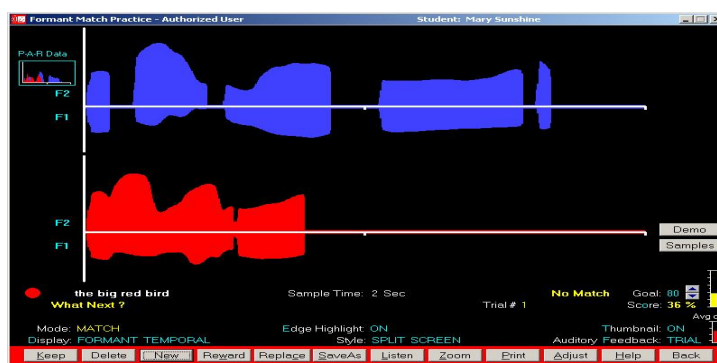 Formant Match Practice - Authorized User Student: Mary Sunshine
P-A-R Data
F2
F1
F2
F1
Demo
Samples
the big red bird Sample Time: 2 Sec No Match Goal: 80
What Next ? Trial # 1 Score: 36 %
Avg
Mode: MATCH Edge Highlight: ON Thumbnail: ON
Display: FORMANT TEMPORAL Style: SPLIT SCREEN Auditory Feedback: TRIAL
Keep Delete New Reward Replace SaveAs Listen Zoom Print Adjust Help Back